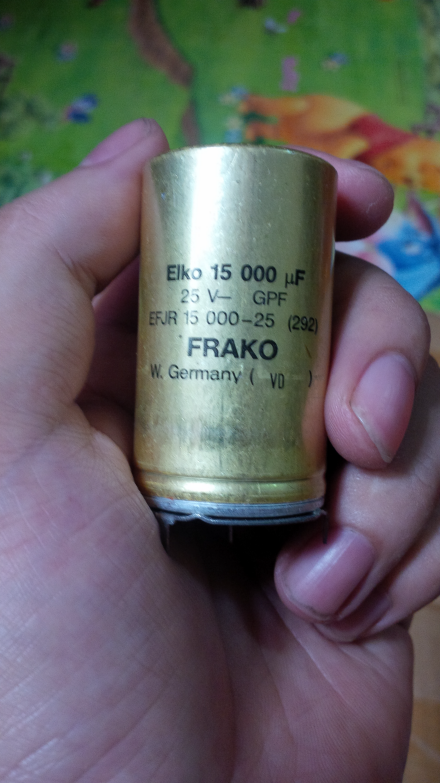 Elko 15 000 µF
25 V— GPF
EFJR 15 000-25 (292)
FRAKO
W. Germany ( VD )